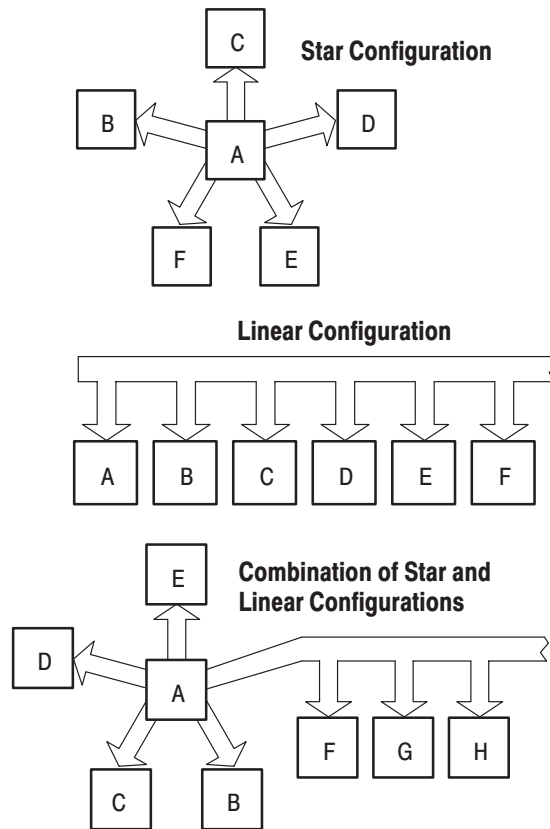 C
Star Configuration
B
D
A
F
E
Linear Configuration
A B C D E F
E
Combination of Star and
Linear Configurations
D
A
F G H
C
B